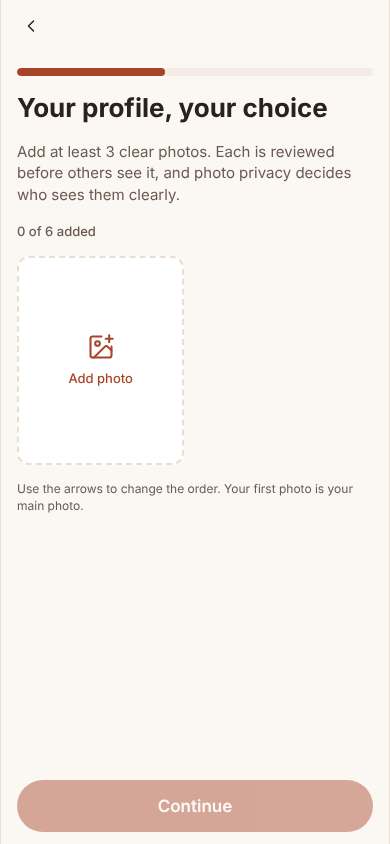 Your profile, your choice
Add at least 3 clear photos. Each is reviewed
before others see it, and photo privacy decides
who sees them clearly.
0 of 6 added
Add photo
Use the arrows to change the order. Your first photo is your
main photo.
Continue